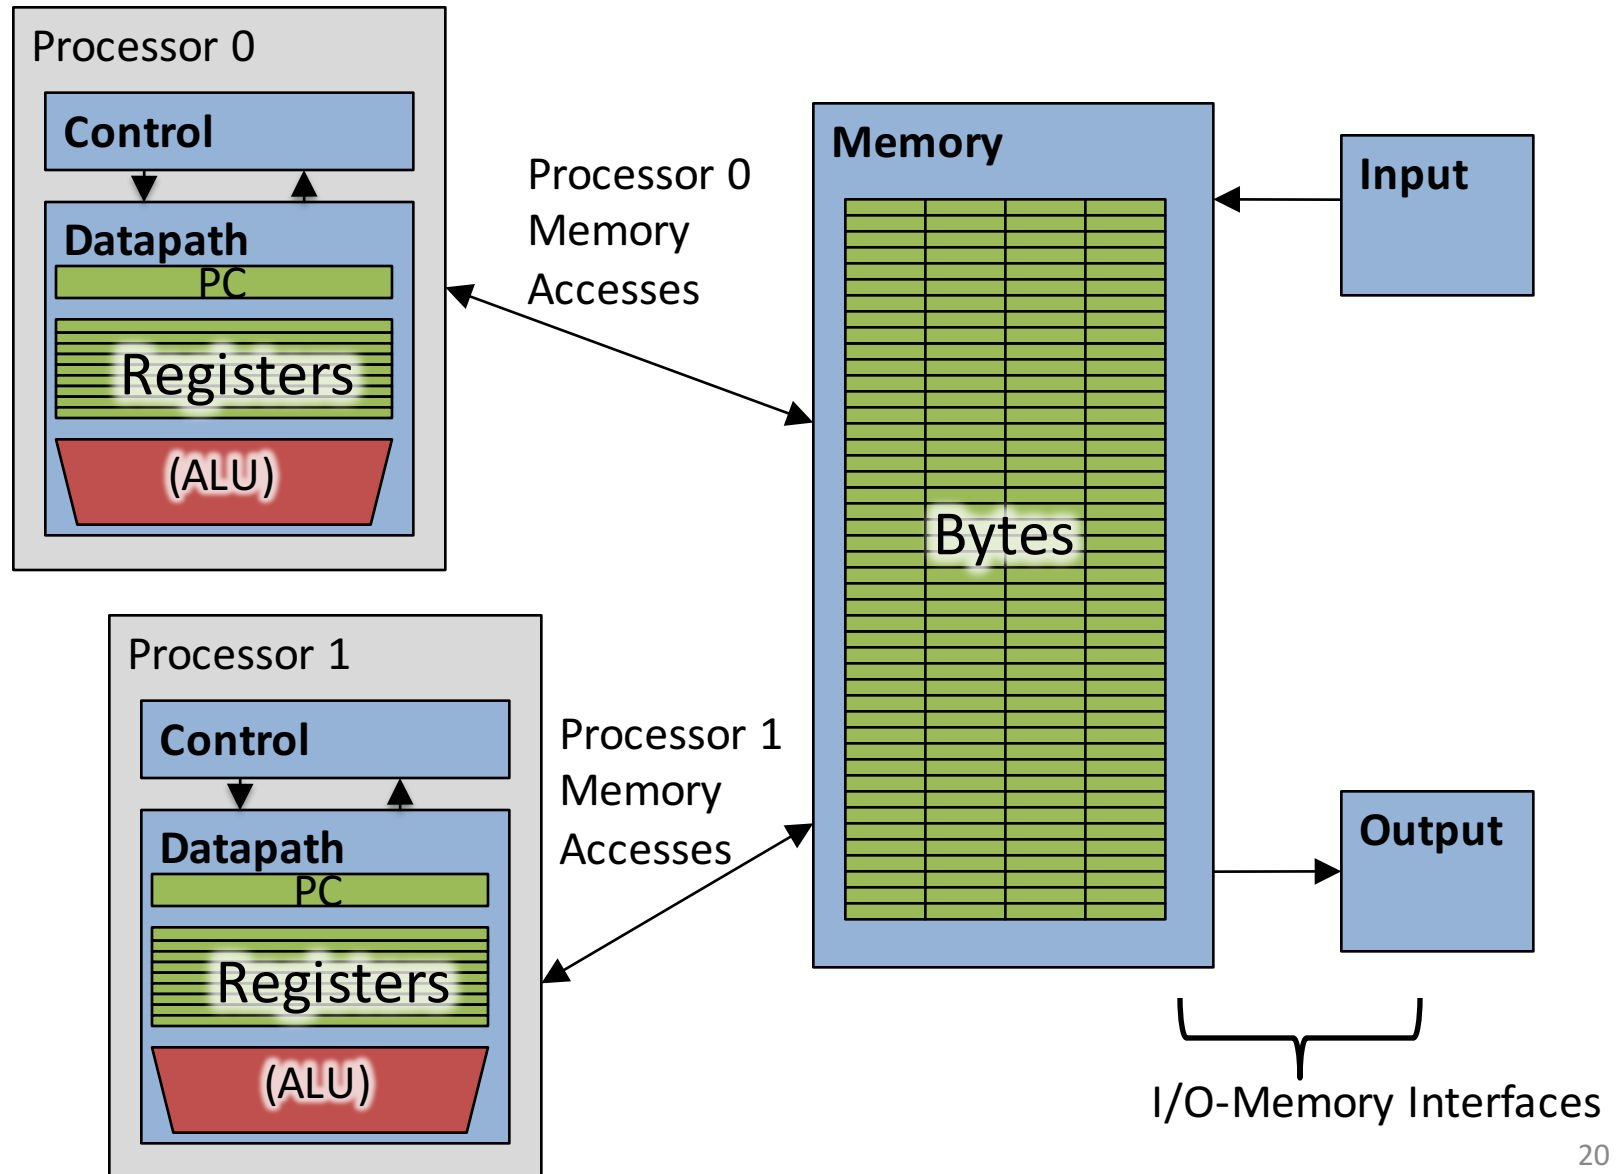 Processor 0
Control
Datapath
PC
Registers
(ALU)
Processor 0
Memory
Accesses
Memory
Bytes
Input
Processor 1
Control
Datapath
PC
Registers
(ALU)
Processor 1
Memory
Accesses
Output
I/O-Memory Interfaces
20